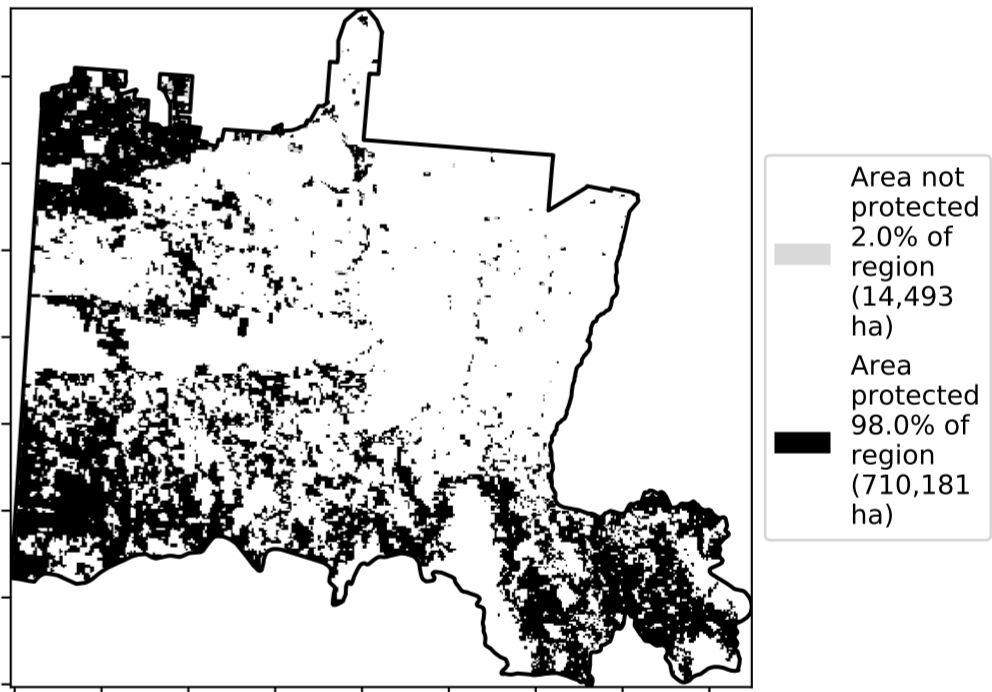 Area not
protected
2.0% of
region
(14,493
ha)
Area
protected
98.0% of
region
(710,181
ha)